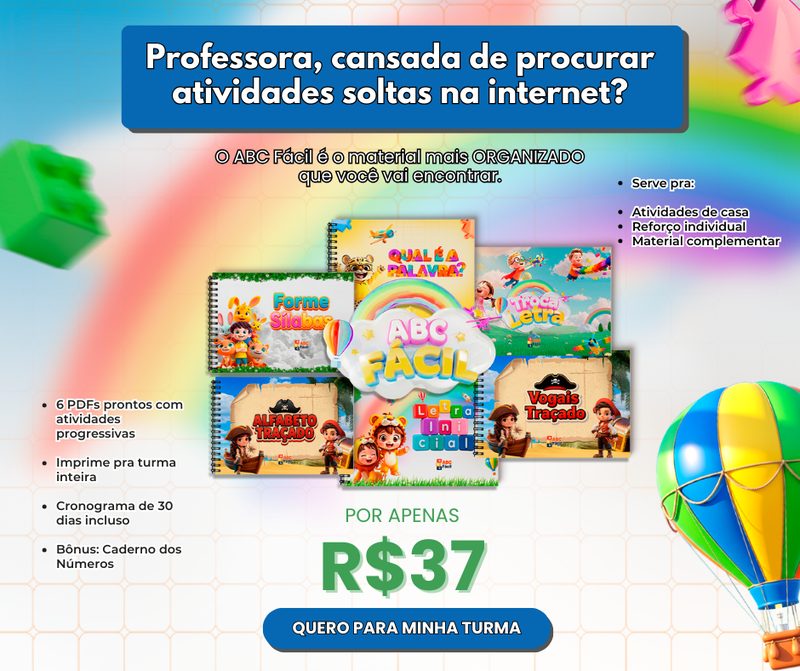 Professora, cansada de procurar
atividades soltas na internet?
O ABC Fácil é o material mais ORGANIZADO
que você vai encontrar.
Serve pra:
Atividades de casa
Reforço individual
Material complementar
QUAL É A
PALAVRA?
Forme
Sílabas
Troca
Letra
ABC
FÁCIL
ALFABETO
TRAÇADO
Letra
Ini
cial
Vogais
Traçado
6 PDFs prontos com
atividades
progressivas
Imprime pra turma
inteira
Cronograma de 30
dias incluso
Bônus: Caderno dos
Números
POR APENAS
R$37
QUERO PARA MINHA TURMA